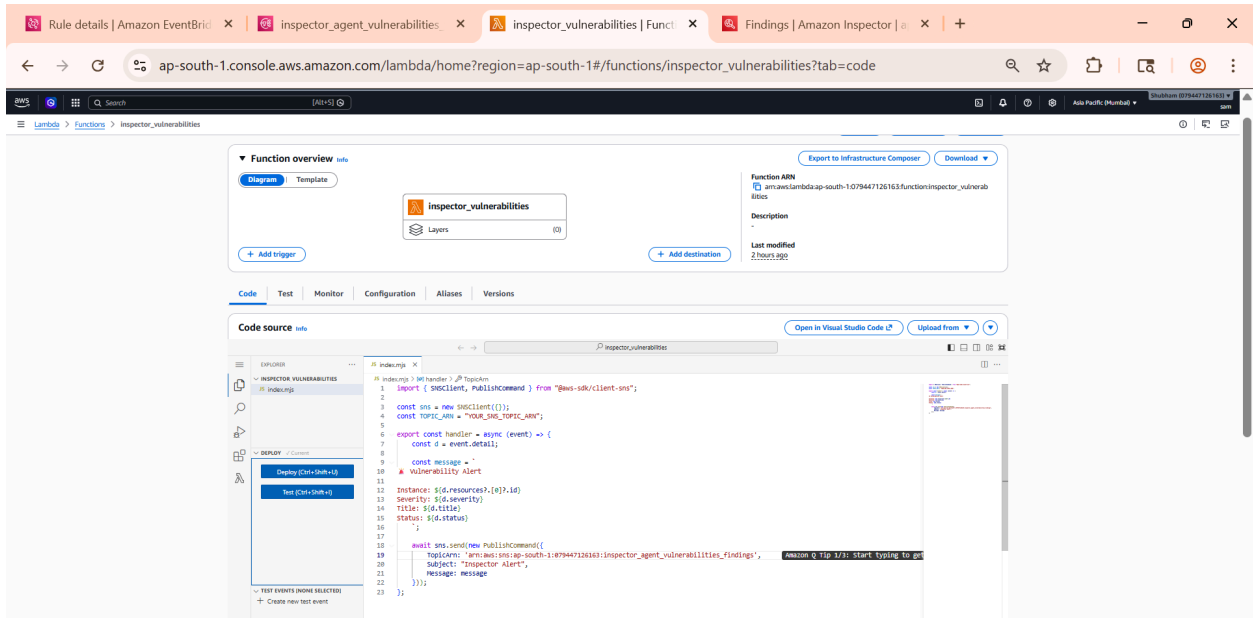 Rule details | Amazon EventBrid
inspector_agent_vulnerabilities_
inspector_vulnerabilities | Funct
Findings | Amazon Inspector | a
ap-south-1.console.aws.amazon.com/lambda/home?region=ap-south-1#/functions/inspector_vulnerabilities?tab=code
aws
Search
[Alt+S]
Asia Pacific (Mumbai)
Shubham (079447126163)
sam
Lambda > Functions > inspector_vulnerabilities
Function overview Info
Export to Infrastructure Composer
Download
Diagram
Template
inspector_vulnerabilities
Layers
(0)
+ Add trigger
+ Add destination
Function ARN
arn:aws:lambda:ap-south-1:079447126163:function:inspector_vulnerab
ilities
Description
-
Last modified
2 hours ago
Code
Test
Monitor
Configuration
Aliases
Versions
Code source Info
Open in Visual Studio Code
Upload from
inspector_vulnerabilities
EXPLORER
INSPECTOR VULNERABILITIES
JS index.mjs
DEPLOY ✓ Current
Deploy (Ctrl+Shift+U)
Test (Ctrl+Shift+I)
TEST EVENTS (NONE SELECTED)
+ Create new test event
JS index.mjs
JS index.mjs > handler > TopicArn
1 import { SNSClient, PublishCommand } from "@aws-sdk/client-sns";
2
3 const sns = new SNSClient({});
4 const TOPIC_ARN = "YOUR_SNS_TOPIC_ARN";
5
6 export const handler = async (event) => {
7 const d = event.detail;
8
9 const message = `
10 🚨 Vulnerability Alert
11
12 Instance: ${d.resources?.[0]?.id}
13 Severity: ${d.severity}
14 Title: ${d.title}
15 Status: ${d.status}
16 `;
17
18 await sns.send(new PublishCommand({
19 TopicArn: 'arn:aws:sns:ap-south-1:079447126163:inspector_agent_vulnerabilities_findings', Amazon Q Tip 1/3: Start typing to get
20 Subject: "Inspector Alert",
21 Message: message
22 }));
23 };